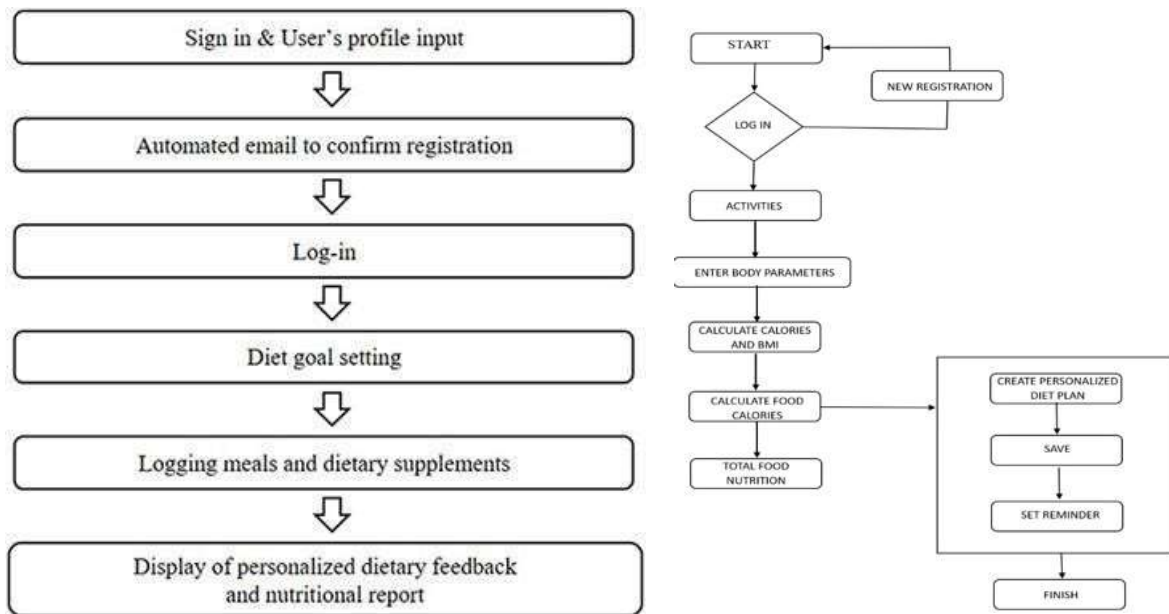 Sign in & User's profile input
Automated email to confirm registration
Log-in
Diet goal setting
Logging meals and dietary supplements
Display of personalized dietary feedback
and nutritional report
START
NEW REGISTRATION
LOG IN
ACTIVITIES
ENTER BODY PARAMETERS
CALCULATE CALORIES
AND BMI
CALCULATE FOOD
CALORIES
TOTAL FOOD
NUTRITION
CREATE PERSONALIZED
DIET PLAN
SAVE
SET REMINDER
FINISH